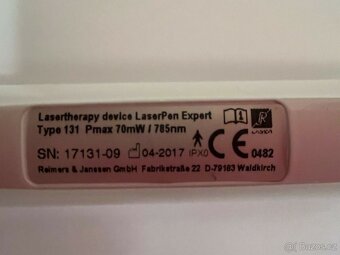 Lasertherapy device LaserPen Expert
Type 131 Pmax 70mW / 785nm
SN: 17131-09 04-2017 IPX0 CE 0482
Reimers & Janssen GmbH Fabrikstraße 22 D-79183 Waldkirch